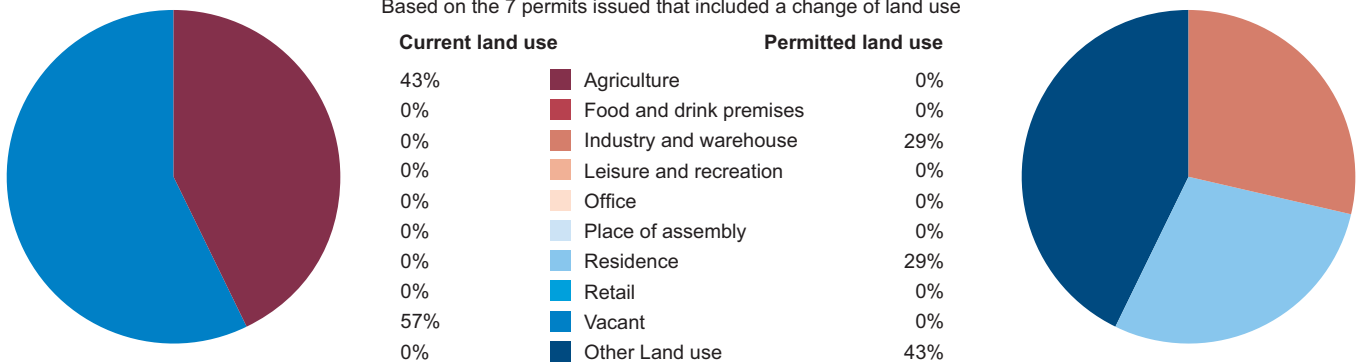 Based on the 7 permits issued that included a change of land use
Current land use Permitted land use
43% Agriculture 0%
0% Food and drink premises 0%
0% Industry and warehouse 29%
0% Leisure and recreation 0%
0% Office 0%
0% Place of assembly 0%
0% Residence 29%
0% Retail 0%
57% Vacant 0%
0% Other Land use 43%